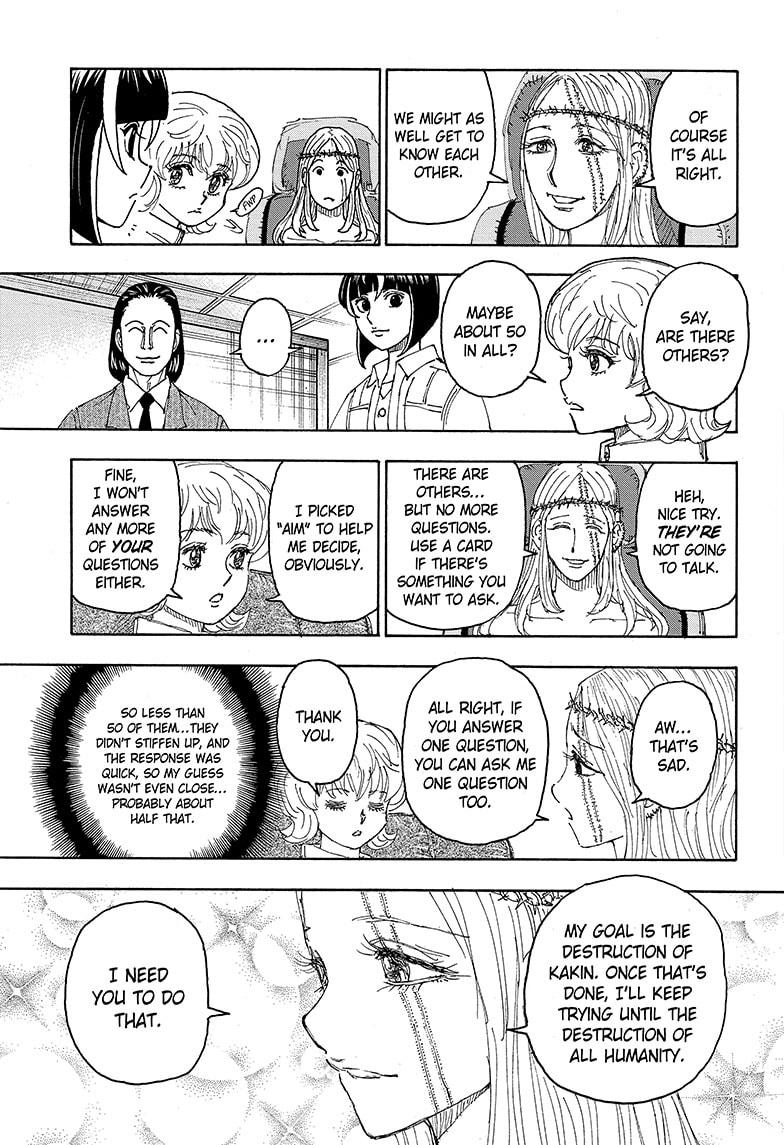 OF
COURSE
IT'S ALL
RIGHT.
WE MIGHT AS
WELL GET TO
KNOW EACH
OTHER.
FWP
SAY,
ARE THERE
OTHERS?
MAYBE
ABOUT 50
IN ALL?
...
HEH,
NICE TRY.
THEY'RE
NOT GOING
TO TALK.
THERE ARE
OTHERS...
BUT NO MORE
QUESTIONS.
USE A CARD
IF THERE'S
SOMETHING YOU
WANT TO ASK.
I PICKED
"AIM" TO HELP
ME DECIDE,
OBVIOUSLY.
FINE,
I WON'T
ANSWER
ANY MORE
OF YOUR
QUESTIONS
EITHER.
AW...
THAT'S
SAD.
ALL RIGHT, IF
YOU ANSWER
ONE QUESTION,
YOU CAN ASK ME
ONE QUESTION
TOO.
THANK
YOU.
SO LESS THAN
50 OF THEM...THEY
DIDN'T STIFFEN UP, AND
THE RESPONSE WAS
QUICK, SO MY GUESS
WASN'T EVEN CLOSE...
PROBABLY ABOUT
HALF THAT.
MY GOAL IS THE
DESTRUCTION OF
KAKIN. ONCE THAT'S
DONE, I'LL KEEP
TRYING UNTIL THE
DESTRUCTION OF
ALL HUMANITY.
I NEED
YOU TO DO
THAT.